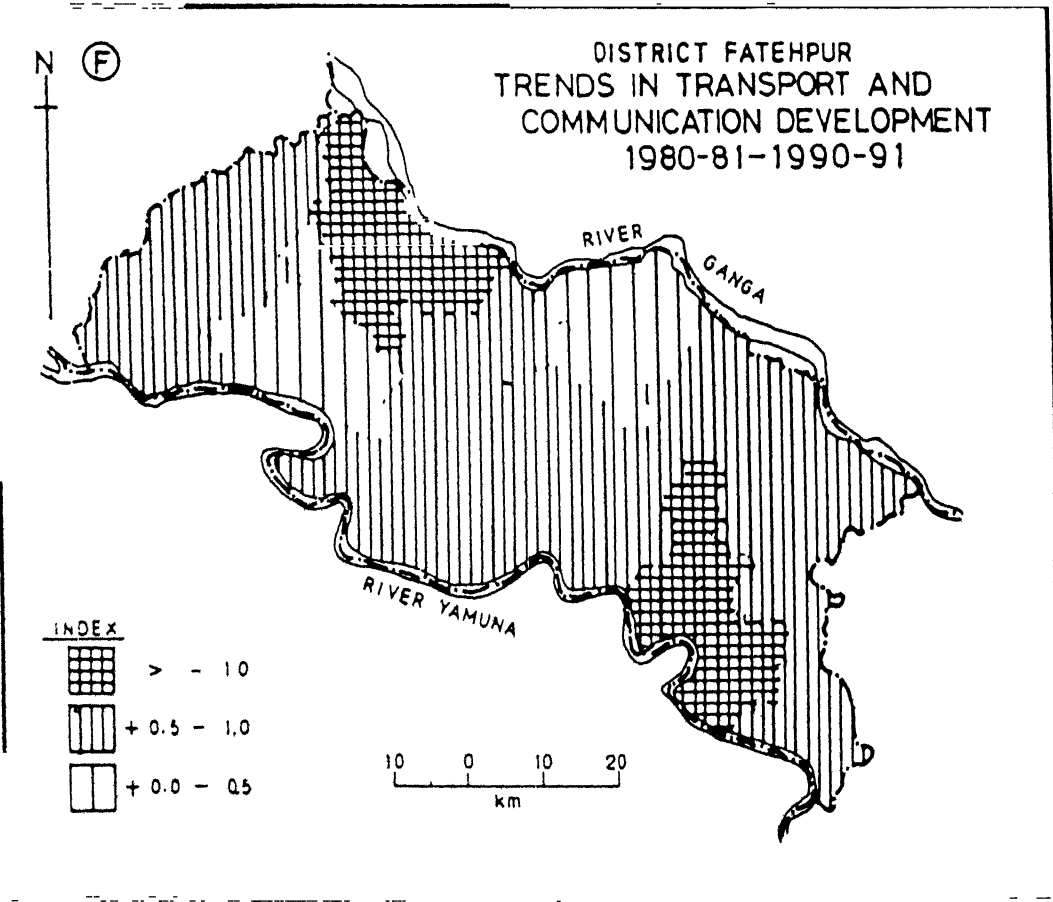 N F
DISTRICT FATEHPUR
TRENDS IN TRANSPORT AND
COMMUNICATION DEVELOPMENT
1980-81-1990-91
RIVER GANGA
RIVER YAMUNA
INDEX
> - 1.0
+ 0.5 - 1.0
+ 0.0 - 0.5
10 0 10 20
km